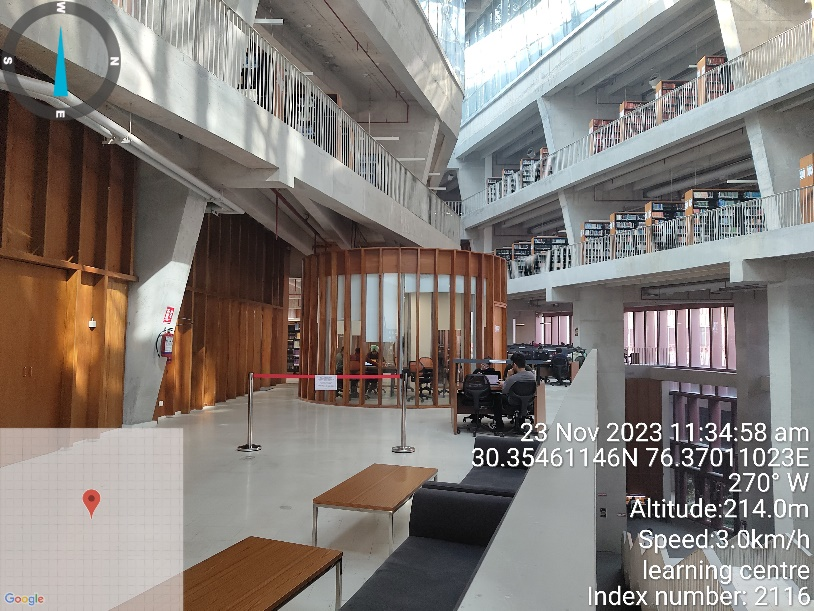 W
S
N
E
23 Nov 2023 11:34:58 am
30.35461146N 76.37011023E
270° W
Altitude:214.0m
Speed:3.0km/h
learning centre
Index number: 2116
Google